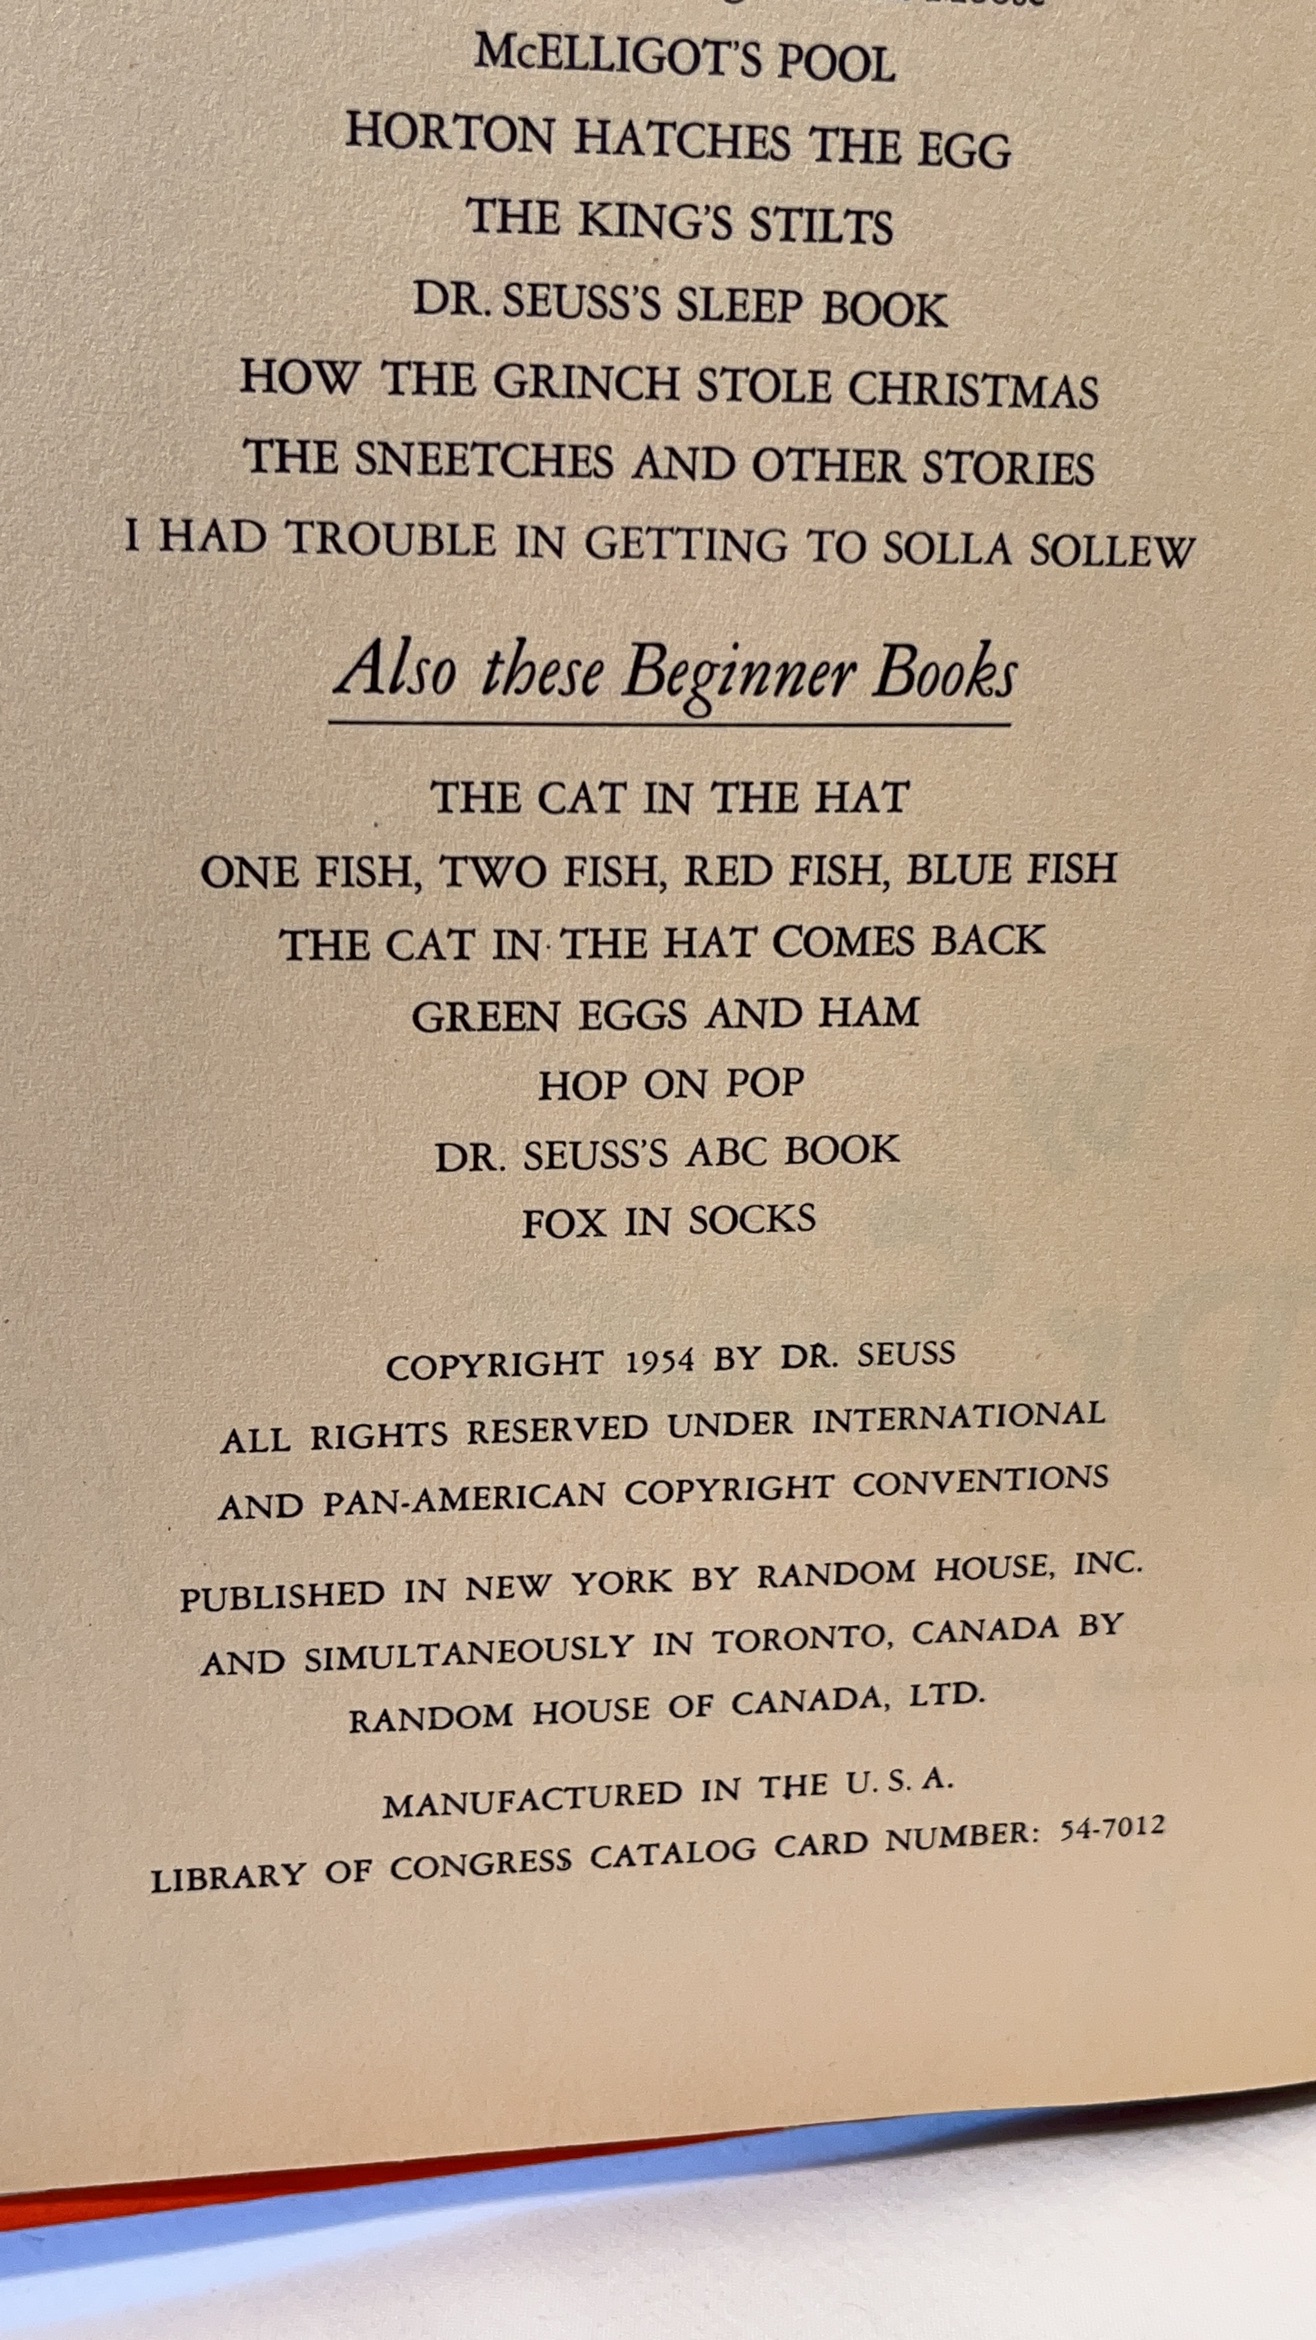 McELLIGOT'S POOL
HORTON HATCHES THE EGG
THE KING'S STILTS
DR. SEUSS'S SLEEP BOOK
HOW THE GRINCH STOLE CHRISTMAS
THE SNEETCHES AND OTHER STORIES
I HAD TROUBLE IN GETTING TO SOLLA SOLLEW
Also these Beginner Books
THE CAT IN THE HAT
ONE FISH, TWO FISH, RED FISH, BLUE FISH
THE CAT IN THE HAT COMES BACK
GREEN EGGS AND HAM
HOP ON POP
DR. SEUSS'S ABC BOOK
FOX IN SOCKS
COPYRIGHT 1954 BY DR. SEUSS
ALL RIGHTS RESERVED UNDER INTERNATIONAL
AND PAN-AMERICAN COPYRIGHT CONVENTIONS
PUBLISHED IN NEW YORK BY RANDOM HOUSE, INC.
AND SIMULTANEOUSLY IN TORONTO, CANADA BY
RANDOM HOUSE OF CANADA, LTD.
MANUFACTURED IN THE U. S. A.
LIBRARY OF CONGRESS CATALOG CARD NUMBER: 54-7012